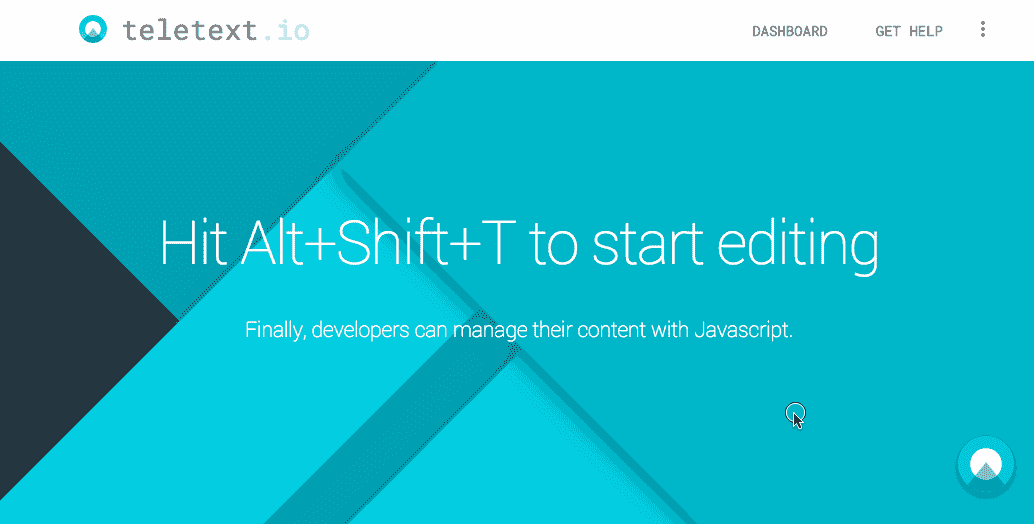 teletext.io
DASHBOARD
GET HELP
Hit Alt+Shift+T to start editing
Finally, developers can manage their content with Javascript.